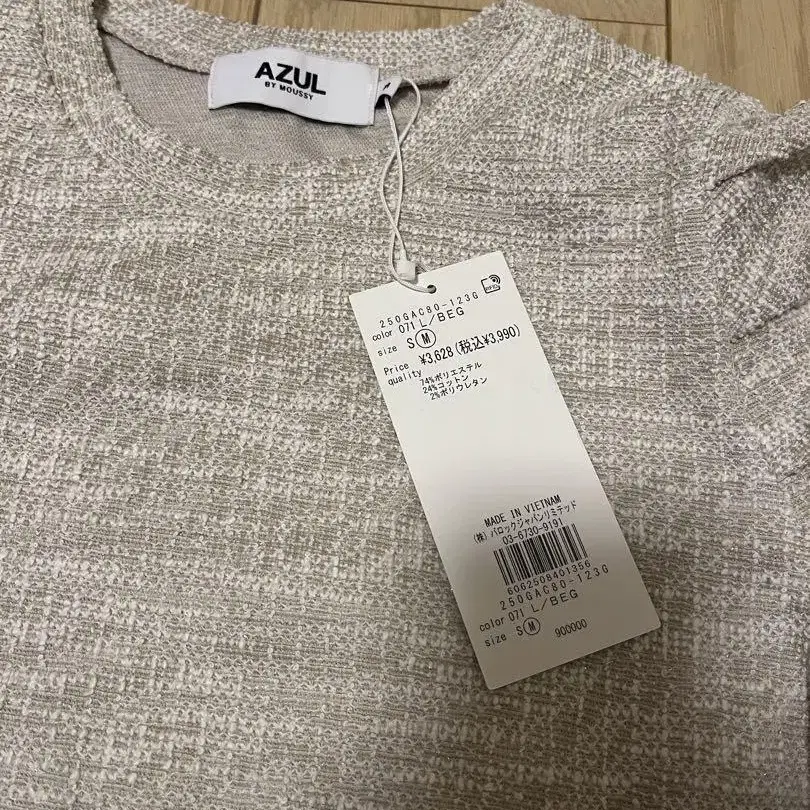 AZUL
BY MOUSSY
250GAC80-123G
color 071 L/BEG
size S M
Price ¥3,628(税込¥3,990)
quality
74%ポリエステル
24%コットン
2%ポリウレタン
MADE IN VIETNAM
(株) バロックジャパンリミテッド
03-6730-9191
6062508401356
250GAC80-123G
color 071 L/BEG
size S M 900000